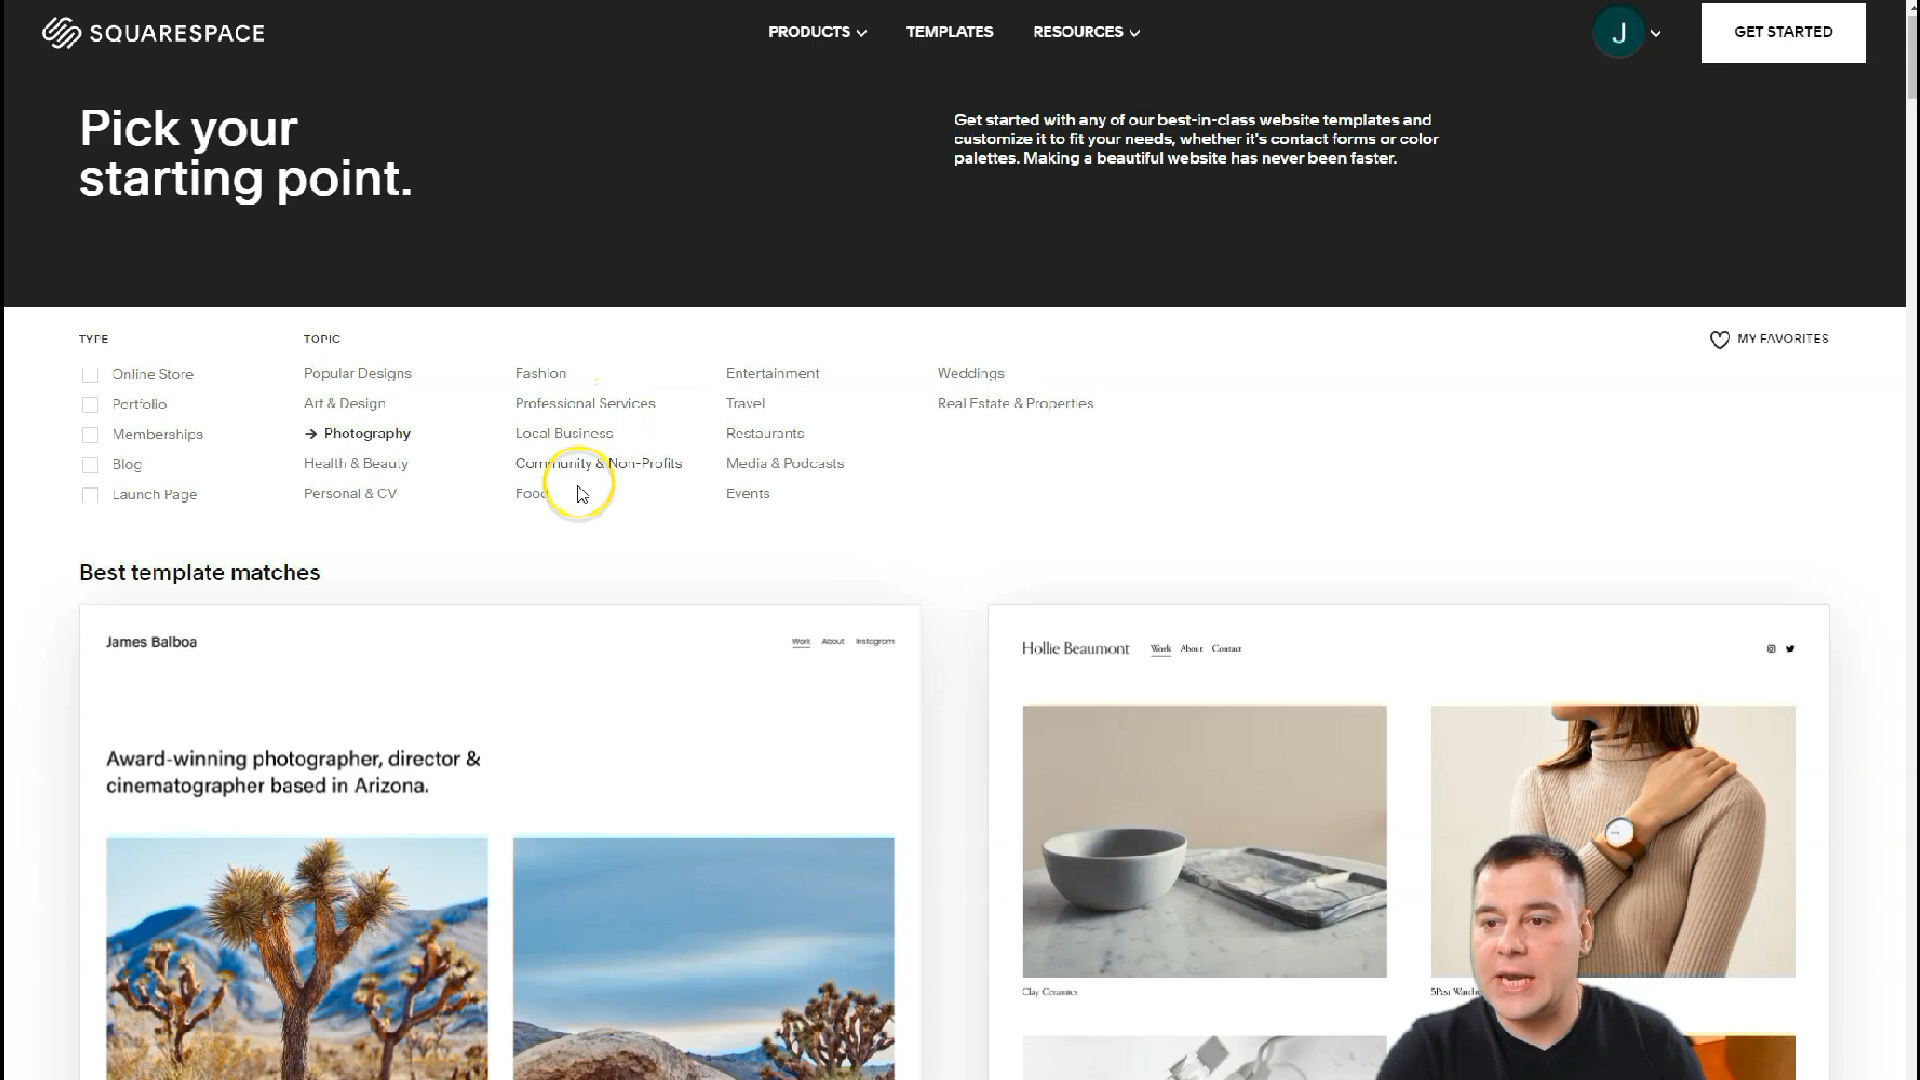 SQUARESPACE
PRODUCTS
TEMPLATES
RESOURCES
J
GET STARTED
Pick your
starting point.
Get started with any of our best-in-class website templates and
customize it to fit your needs, whether it's contact forms or color
palettes. Making a beautiful website has never been faster.
TYPE
Online Store
Portfolio
Memberships
Blog
Launch Page
TOPIC
Popular Designs
Art & Design
Photography
Health & Beauty
Personal & CV
Fashion
Professional Services
Local Business
Community & Non-Profits
Food
Entertainment
Travel
Restaurants
Media & Podcasts
Events
Weddings
Real Estate & Properties
MY FAVORITES
Best template matches
James Balboa
Work About Instagram
Award-winning photographer, director &
cinematographer based in Arizona.
Hollie Beaumont
Work About Contact
Clay Ceramics